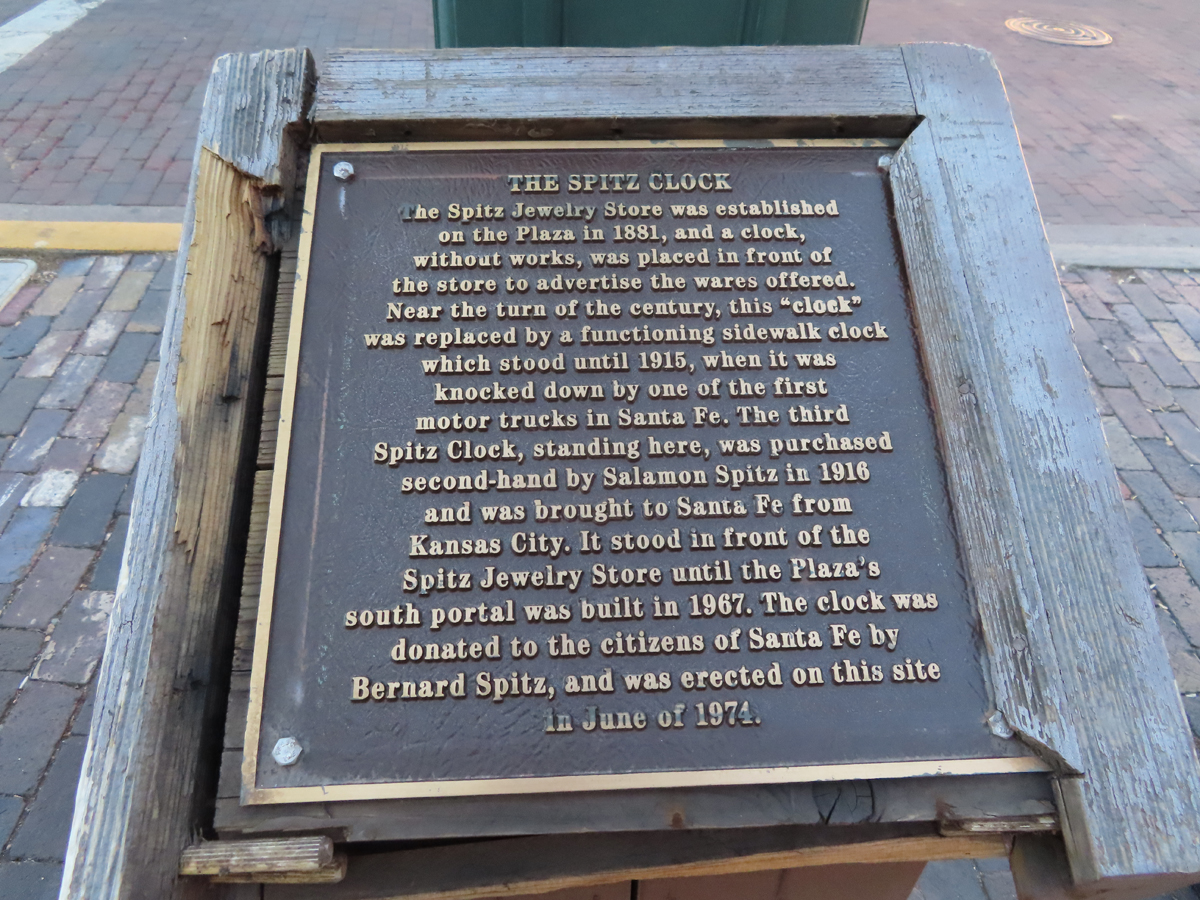 THE SPITZ CLOCK
The Spitz Jewelry Store was established
on the Plaza in 1881, and a clock,
without works, was placed in front of
the store to advertise the wares offered.
Near the turn of the century, this “clock”
was replaced by a functioning sidewalk clock
which stood until 1915, when it was
knocked down by one of the first
motor trucks in Santa Fe. The third
Spitz Clock, standing here, was purchased
second-hand by Salamon Spitz in 1916
and was brought to Santa Fe from
Kansas City. It stood in front of the
Spitz Jewelry Store until the Plaza's
south portal was built in 1967. The clock was
donated to the citizens of Santa Fe by
Bernard Spitz, and was erected on this site
in June of 1974.